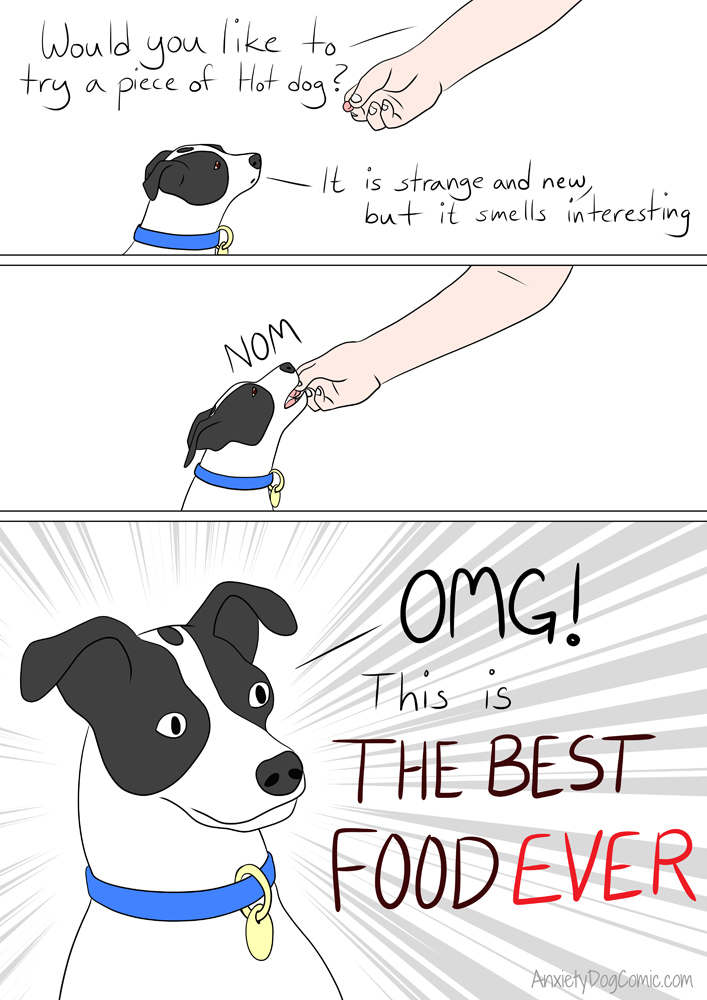 Would you like to
try a piece of Hot dog?
It is strange and new,
but it smells interesting
NOM
OMG!
This is
THE BEST
FOOD EVER
AnxietyDogComic.com